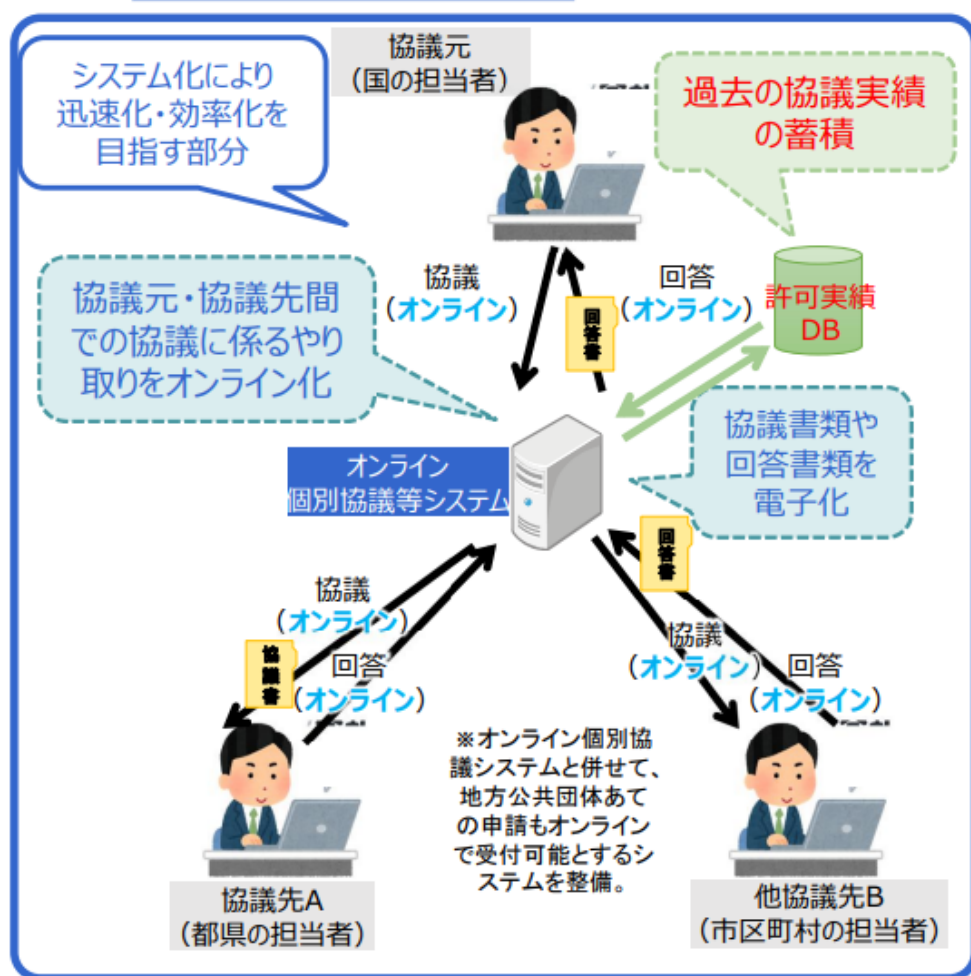 協議元
（国の担当者）
システム化により
迅速化・効率化を
目指す部分
過去の協議実績
の蓄積
協議
（オンライン）
回答
（オンライン）
回答書
許可実績
DB
協議元・協議先間
での協議に係るやり
取りをオンライン化
協議書類や
回答書類を
電子化
オンライン
個別協議等システム
回答書
協議
（オンライン）
協議書
回答
（オンライン）
協議
（オンライン）
回答
（オンライン）
※オンライン個別協
議システムと併せて、
地方公共団体あて
の申請もオンライン
で受付可能とするシ
ステムを整備。
協議先A
（都県の担当者）
他協議先B
（市区町村の担当者）